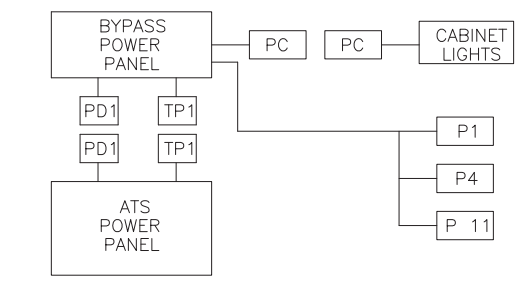 BYPASS
POWER
PANEL
PC
PC
CABINET
LIGHTS
PD1
TP1
P1
PD1
TP1
P4
ATS
POWER
PANEL
P 11